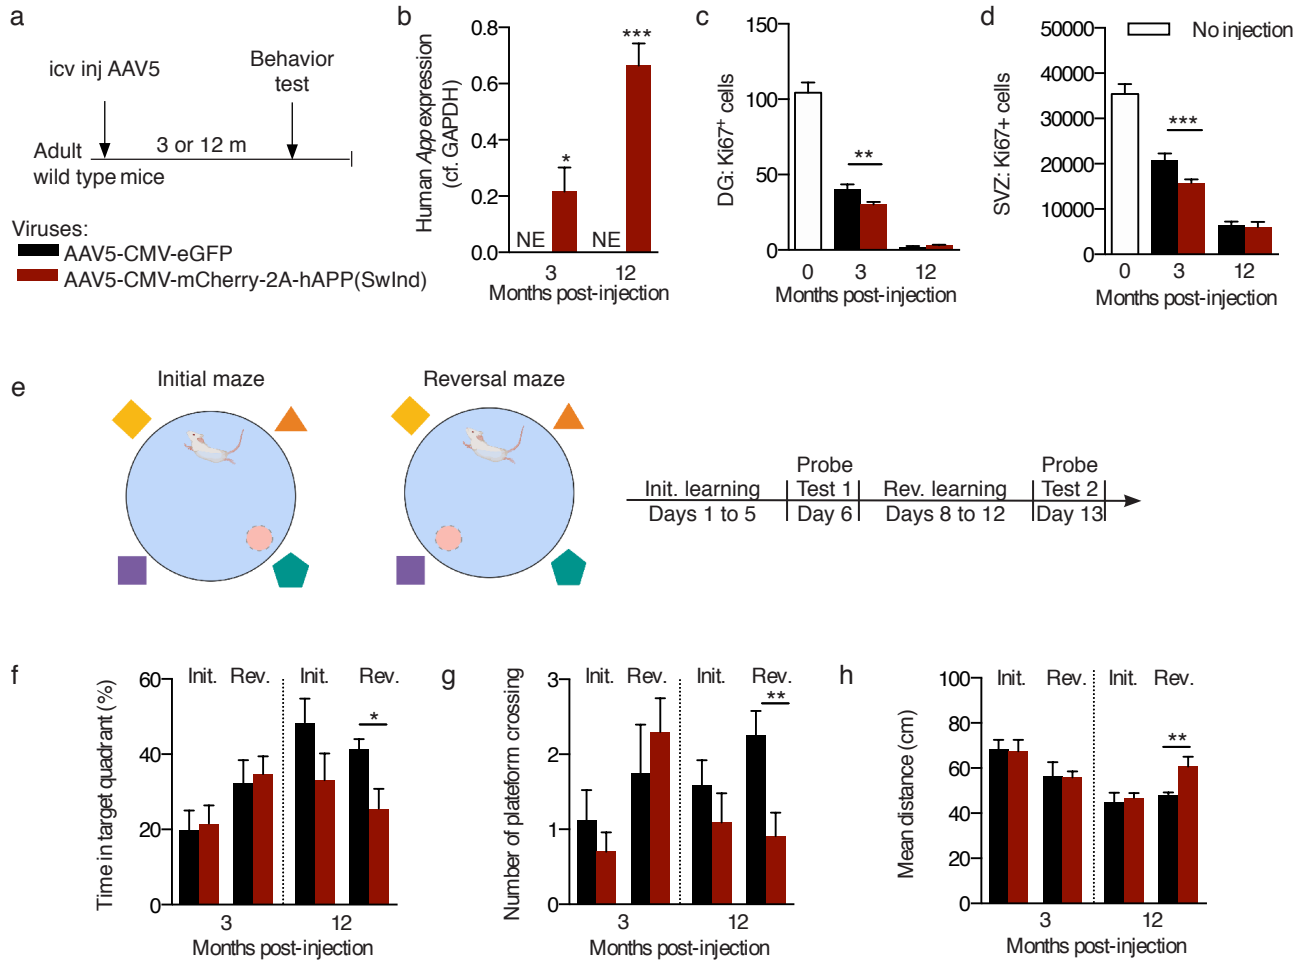 a
icv inj AAV5
Behavior
test
3 or 12 m
Adult
wild type mice
Viruses:
AAV5-CMV-eGFP
AAV5-CMV-mCherry-2A-hAPP(SwInd)
b
Human App expression
(cf. GAPDH)
0.8
0.6
0.4
0.2
0.0
NE
*
NE
***
3
12
Months post-injection
c
DG: Ki67+ cells
150
100
50
0
**
0
3
12
Months post-injection
d
No injection
SVZ: Ki67+ cells
50000
40000
30000
20000
10000
0
***
0
3
12
Months post-injection
e
Initial maze
Reversal maze
Init. learning
Days 1 to 5
Probe
Test 1
Day 6
Rev. learning
Days 8 to 12
Probe
Test 2
Day 13
f
Time in target quadrant (%)
60
40
20
0
Init.
Rev.
Init.
Rev.
*
3
12
Months post-injection
g
Number of plateform crossing
3
2
1
0
Init.
Rev.
Init.
Rev.
**
3
12
Months post-injection
h
Mean distance (cm)
100
80
60
40
20
0
Init.
Rev.
Init.
Rev.
**
3
12
Months post-injection